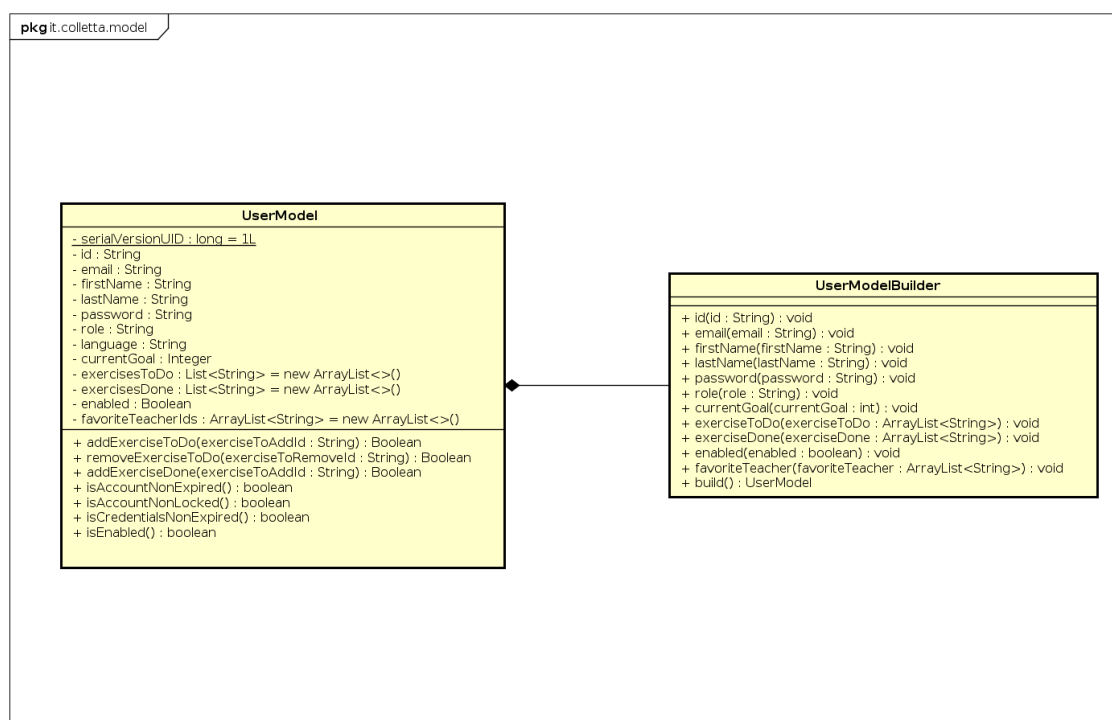 pkg it.colletta.model
UserModel
- serialVersionUID : long = 1L
- id : String
- email : String
- firstName : String
- lastName : String
- password : String
- role : String
- language : String
- currentGoal : Integer
- exercisesToDo : List<String> = new ArrayList<>()
- exercisesDone : List<String> = new ArrayList<>()
- enabled : Boolean
- favoriteTeacherIds : ArrayList<String> = new ArrayList<>()
+ addExerciseToDo(exerciseToAddId : String) : Boolean
+ removeExerciseToDo(exerciseToRemoveId : String) : Boolean
+ addExerciseDone(exerciseToAddId : String) : Boolean
+ isAccountNonExpired() : boolean
+ isAccountNonLocked() : boolean
+ isCredentialsNonExpired() : boolean
+ isEnabled() : boolean
UserModelBuilder
+ id(id : String) : void
+ email(email : String) : void
+ firstName(firstName : String) : void
+ lastName(lastName : String) : void
+ password(password : String) : void
+ role(role : String) : void
+ currentGoal(currentGoal : int) : void
+ exerciseToDo(exerciseToDo : ArrayList<String>) : void
+ exerciseDone(exerciseDone : ArrayList<String>) : void
+ enabled(enabled : boolean) : void
+ favoriteTeacher(favoriteTeacher : ArrayList<String>) : void
+ build() : UserModel